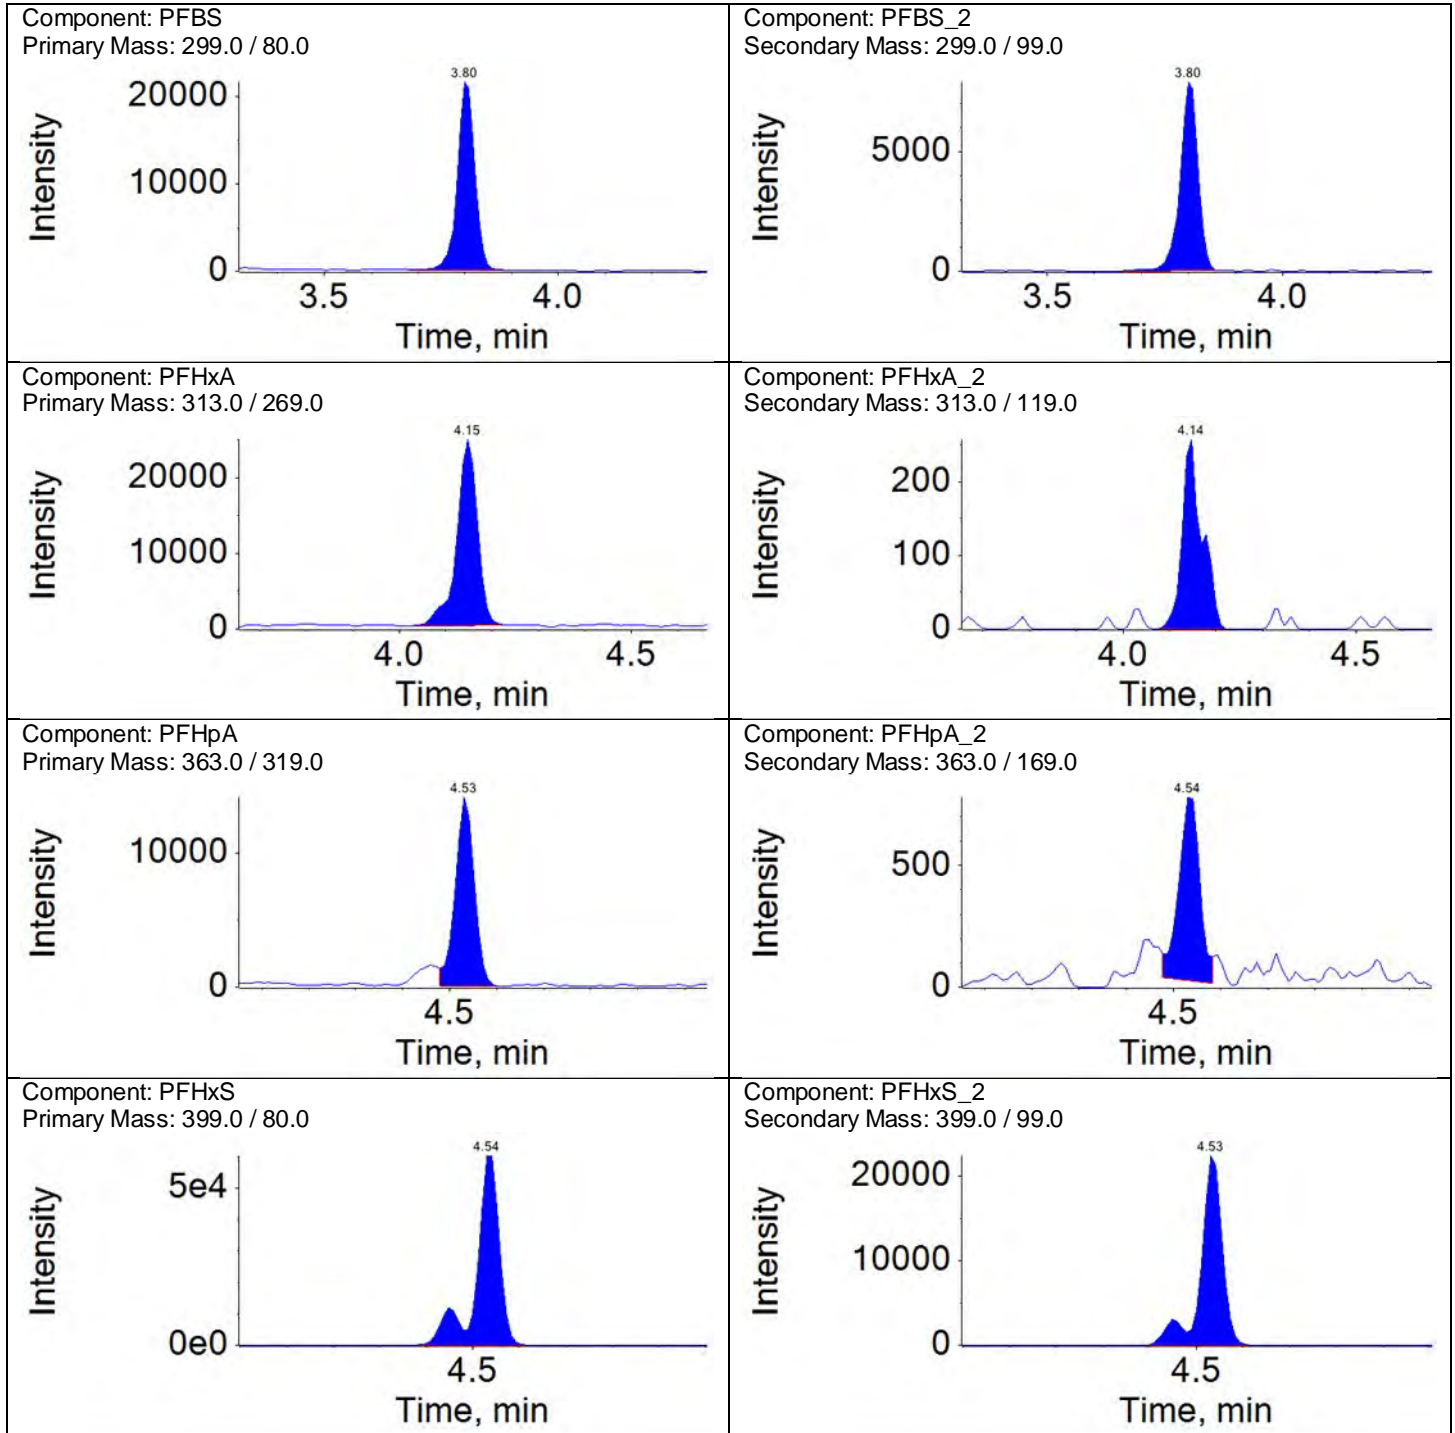 Component: PFBS
Primary Mass: 299.0 / 80.0
3.80
20000
10000
0
Intensity
3.5 4.0
Time, min
Component: PFBS_2
Secondary Mass: 299.0 / 99.0
3.80
5000
0
Intensity
3.5 4.0
Time, min
Component: PFHxA
Primary Mass: 313.0 / 269.0
4.15
20000
10000
0
Intensity
4.0 4.5
Time, min
Component: PFHxA_2
Secondary Mass: 313.0 / 119.0
4.14
200
100
0
Intensity
4.0 4.5
Time, min
Component: PFHpA
Primary Mass: 363.0 / 319.0
4.53
10000
0
Intensity
4.5
Time, min
Component: PFHpA_2
Secondary Mass: 363.0 / 169.0
4.54
500
0
Intensity
4.5
Time, min
Component: PFHxS
Primary Mass: 399.0 / 80.0
4.54
5e4
0e0
Intensity
4.5
Time, min
Component: PFHxS_2
Secondary Mass: 399.0 / 99.0
4.53
20000
10000
0
Intensity
4.5
Time, min